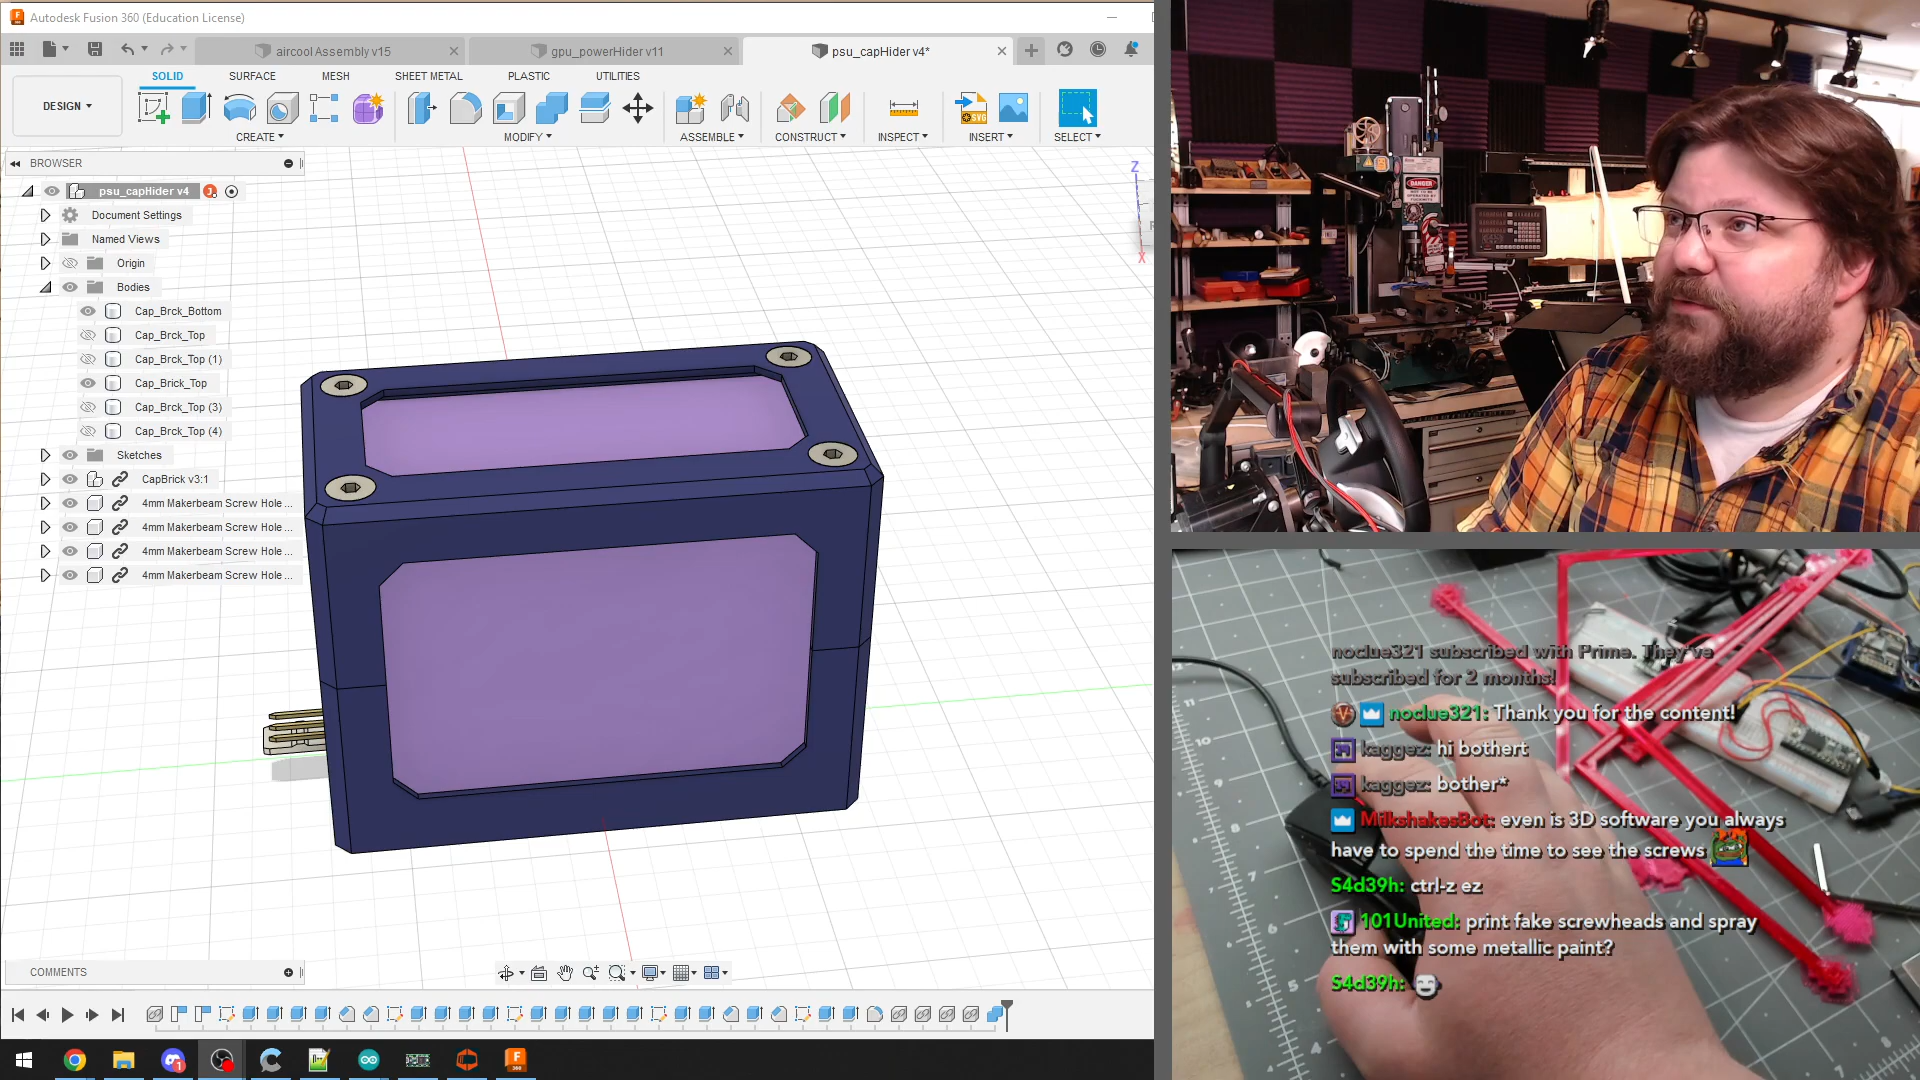 Autodesk Fusion 360 (Education License)
aircool Assembly v15
gpu_powerHider v11
psu_capHider v4*
SOLID
SURFACE
MESH
SHEET METAL
PLASTIC
UTILITIES
DESIGN
CREATE
MODIFY
ASSEMBLE
CONSTRUCT
INSPECT
INSERT
SELECT
SVG
BROWSER
psu_capHider v4
Document Settings
Named Views
Origin
Bodies
Cap_Brck_Bottom
Cap_Brck_Top
Cap_Brck_Top (1)
Cap_Brick_Top
Cap_Brck_Top (3)
Cap_Brck_Top (4)
Sketches
CapBrick v3:1
4mm Makerbeam Screw Hole ...
4mm Makerbeam Screw Hole ...
4mm Makerbeam Screw Hole ...
4mm Makerbeam Screw Hole ...
Z
X
COMMENTS
DANGER
noclue321 subscribed with Prime. They've
subscribed for 2 months!
noclue321: Thank you for the content!
kaggez: hi bothert
kaggez: bother*
MilkshakesBot: even is 3D software you always
have to spend the time to see the screws
S4d39h: ctrl-z ez
101United: print fake screwheads and spray
them with some metallic paint?
S4d39h: